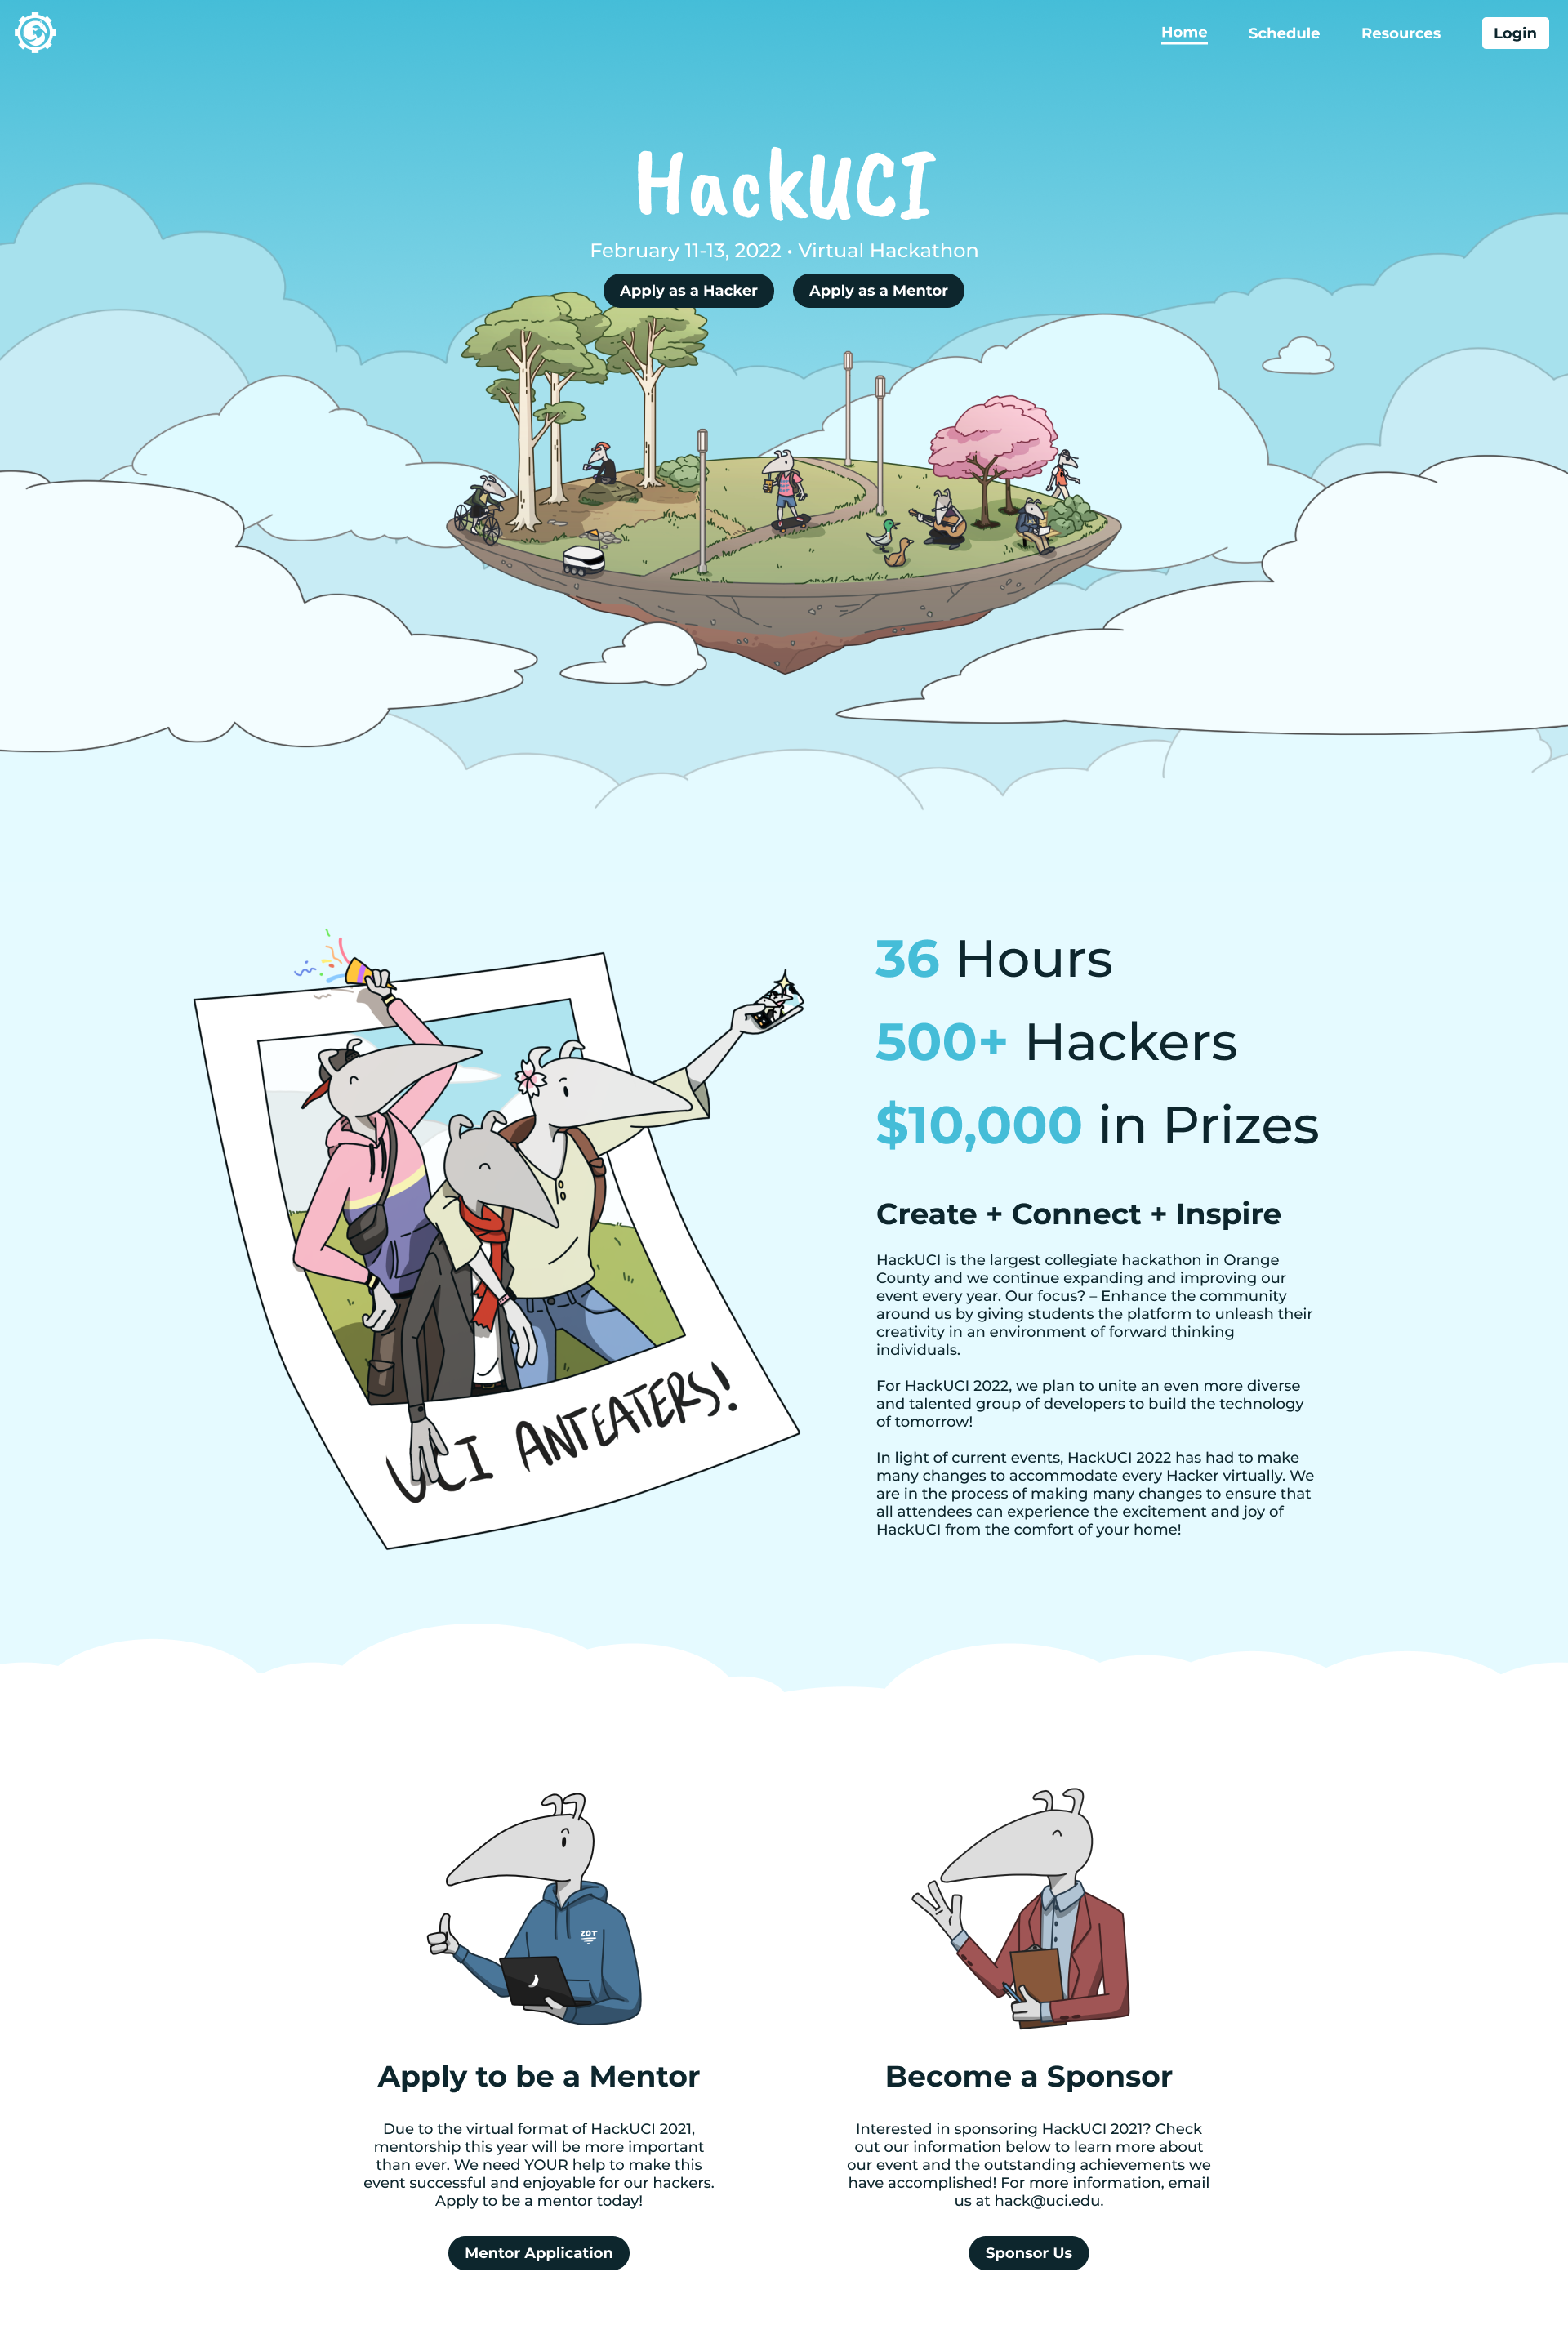 Home Schedule Resources Login
HackUCI
February 11-13, 2022 • Virtual Hackathon
Apply as a Hacker Apply as a Mentor
36 Hours
500+ Hackers
$10,000 in Prizes
Create + Connect + Inspire
HackUCI is the largest collegiate hackathon in Orange
County and we continue expanding and improving our
event every year. Our focus? – Enhance the community
around us by giving students the platform to unleash their
creativity in an environment of forward thinking
individuals.
For HackUCI 2022, we plan to unite an even more diverse
and talented group of developers to build the technology
of tomorrow!
In light of current events, HackUCI 2022 has had to make
many changes to accommodate every Hacker virtually. We
are in the process of making many changes to ensure that
all attendees can experience the excitement and joy of
HackUCI from the comfort of your home!
UCI ANTEATERS!
ZOT
Apply to be a Mentor
Due to the virtual format of HackUCI 2021,
mentorship this year will be more important
than ever. We need YOUR help to make this
event successful and enjoyable for our hackers.
Apply to be a mentor today!
Mentor Application
Become a Sponsor
Interested in sponsoring HackUCI 2021? Check
out our information below to learn more about
our event and the outstanding achievements we
have accomplished! For more information, email
us at hack@uci.edu.
Sponsor Us